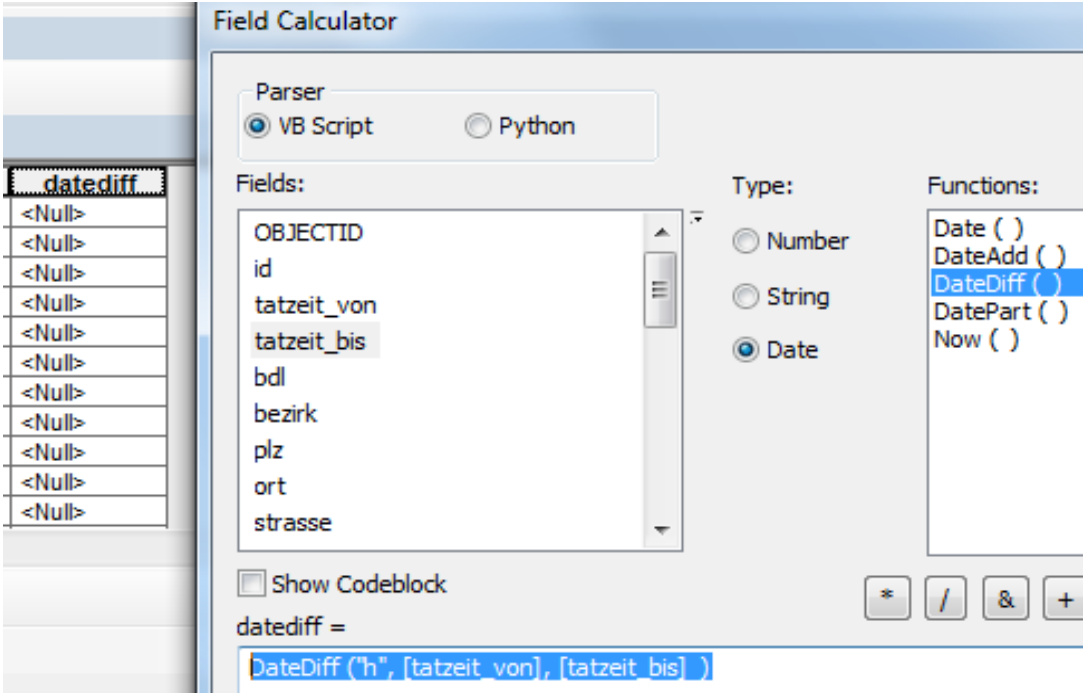 Field Calculator
Parser
VB Script
Python
datediff
<Null>
<Null>
<Null>
<Null>
<Null>
<Null>
<Null>
<Null>
<Null>
<Null>
<Null>
Fields:
OBJECTID
id
tatzeit_von
tatzeit_bis
bdl
bezirk
plz
ort
strasse
Type:
Number
String
Date
Functions:
Date ( )
DateAdd ( )
DateDiff ( )
DatePart ( )
Now ( )
Show Codeblock
* / & +
datediff =
DateDiff ("h", [tatzeit_von], [tatzeit_bis] )